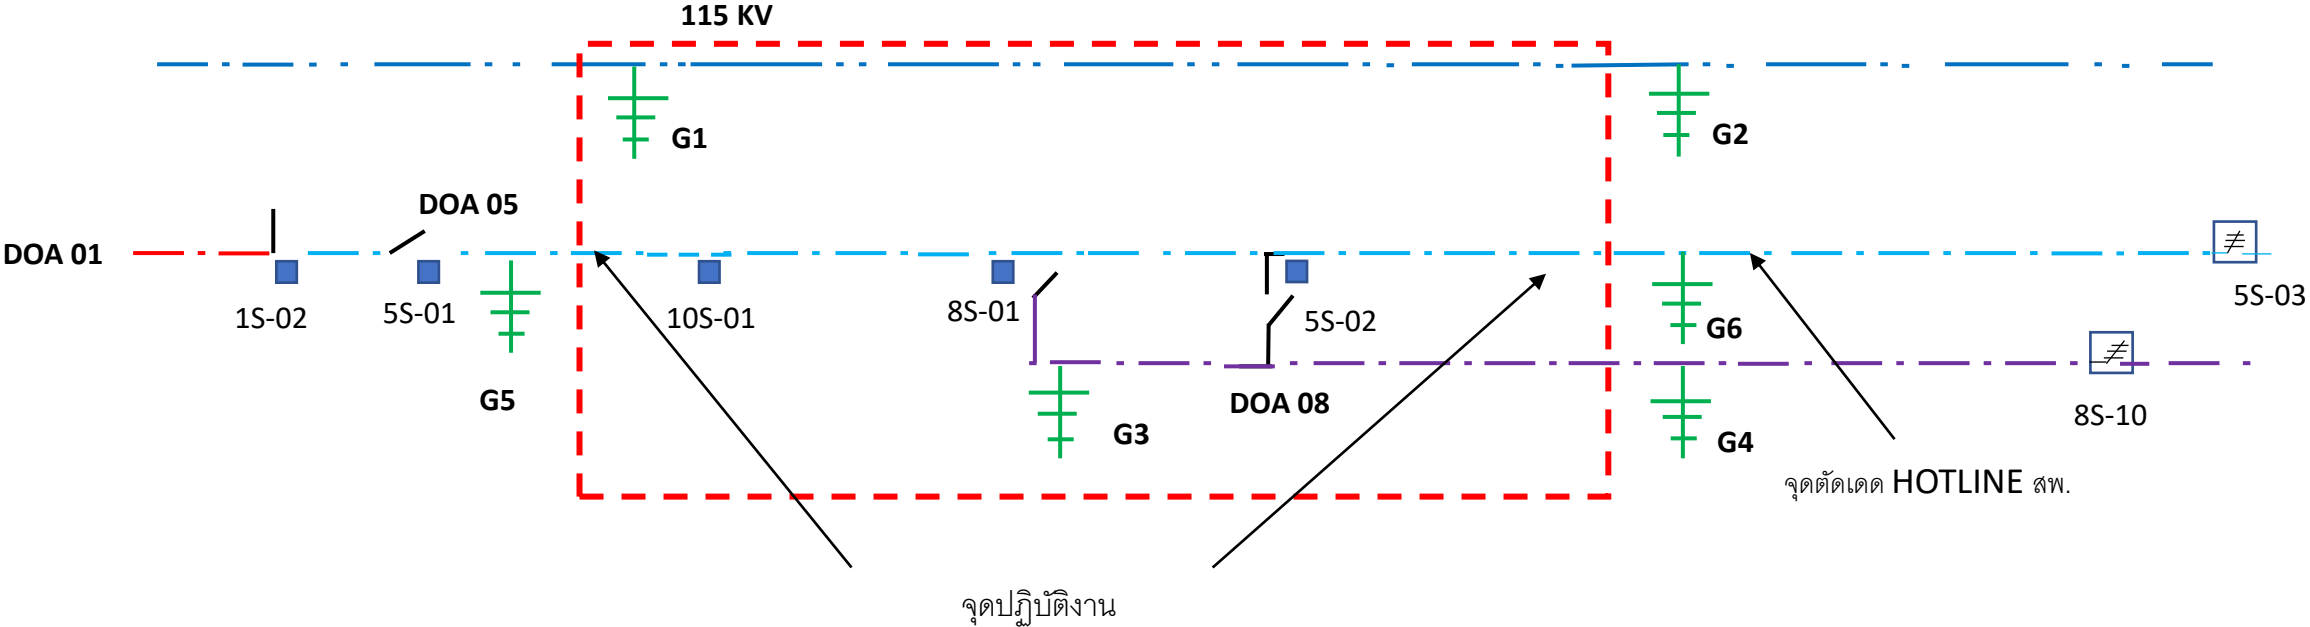 115 KV
G1
G2
DOA 05
DOA 01
5S-03
1S-02
5S-01
10S-01
8S-01
5S-02
G6
G5
DOA 08
8S-10
G3
G4
จุดตัดเดด HOTLINE สพ.
จุดปฏิบัติงาน